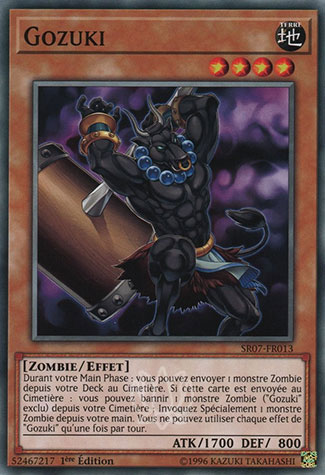 Gozuki
TERRE
地
SR07-FR013
[ZOMBIE/EFFET]
Durant votre Main Phase : vous pouvez envoyer 1 monstre Zombie
depuis votre Deck au Cimetière. Si cette carte est envoyée au
Cimetière : vous pouvez bannir 1 monstre Zombie ("Gozuki"
exclu) depuis votre Cimetière ; Invoquez Spécialement 1 monstre
Zombie depuis votre main. Vous ne pouvez utiliser chaque effet de
"Gozuki" qu'une fois par tour.
ATK/1700 DEF/ 800
52467217 1ère Édition
©1996 KAZUKI TAKAHASHI